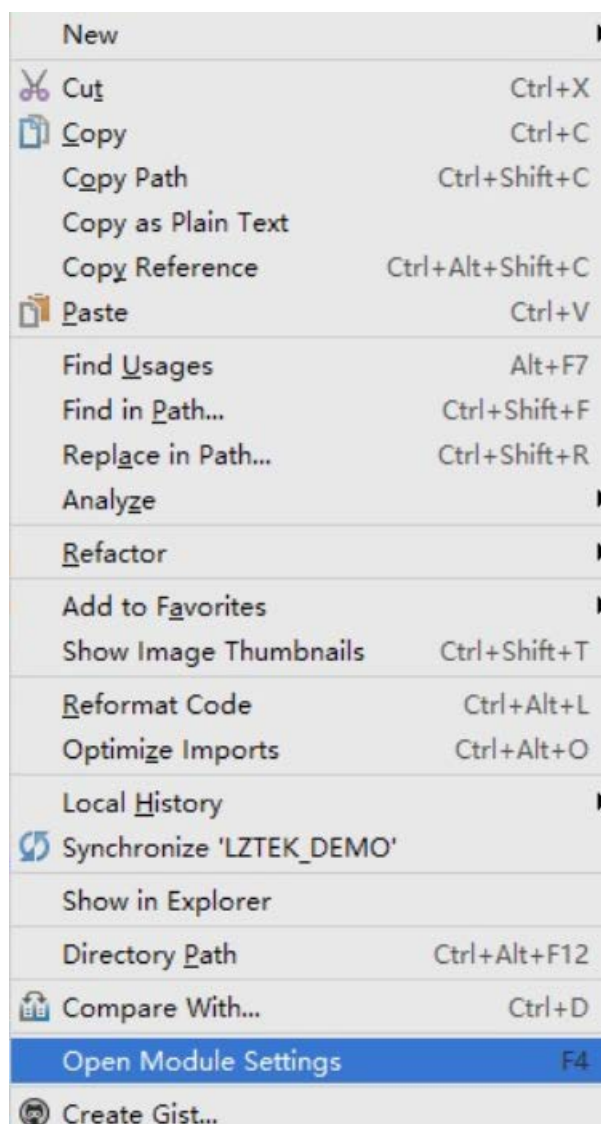 New
Cut Ctrl+X
Copy Ctrl+C
Copy Path Ctrl+Shift+C
Copy as Plain Text
Copy Reference Ctrl+Alt+Shift+C
Paste Ctrl+V
Find Usages Alt+F7
Find in Path... Ctrl+Shift+F
Replace in Path... Ctrl+Shift+R
Analyze
Refactor
Add to Favorites
Show Image Thumbnails Ctrl+Shift+T
Reformat Code Ctrl+Alt+L
Optimize Imports Ctrl+Alt+O
Local History
Synchronize 'LZTEK_DEMO'
Show in Explorer
Directory Path Ctrl+Alt+F12
Compare With... Ctrl+D
Open Module Settings F4
Create Gist...